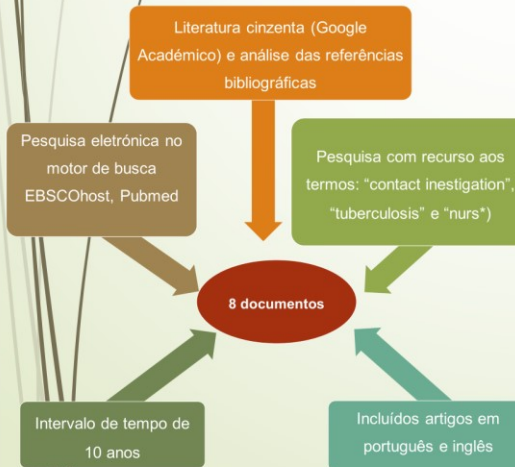 Literatura cinzenta (Google
Académico) e análise das referências
bibliográficas
Pesquisa eletrónica no
motor de busca
EBSCOhost, Pubmed
Pesquisa com recurso aos
termos: “contact inestigation”,
“tuberculosis” e “nurs*)
8 documentos
Intervalo de tempo de
10 anos
Incluídos artigos em
português e inglês